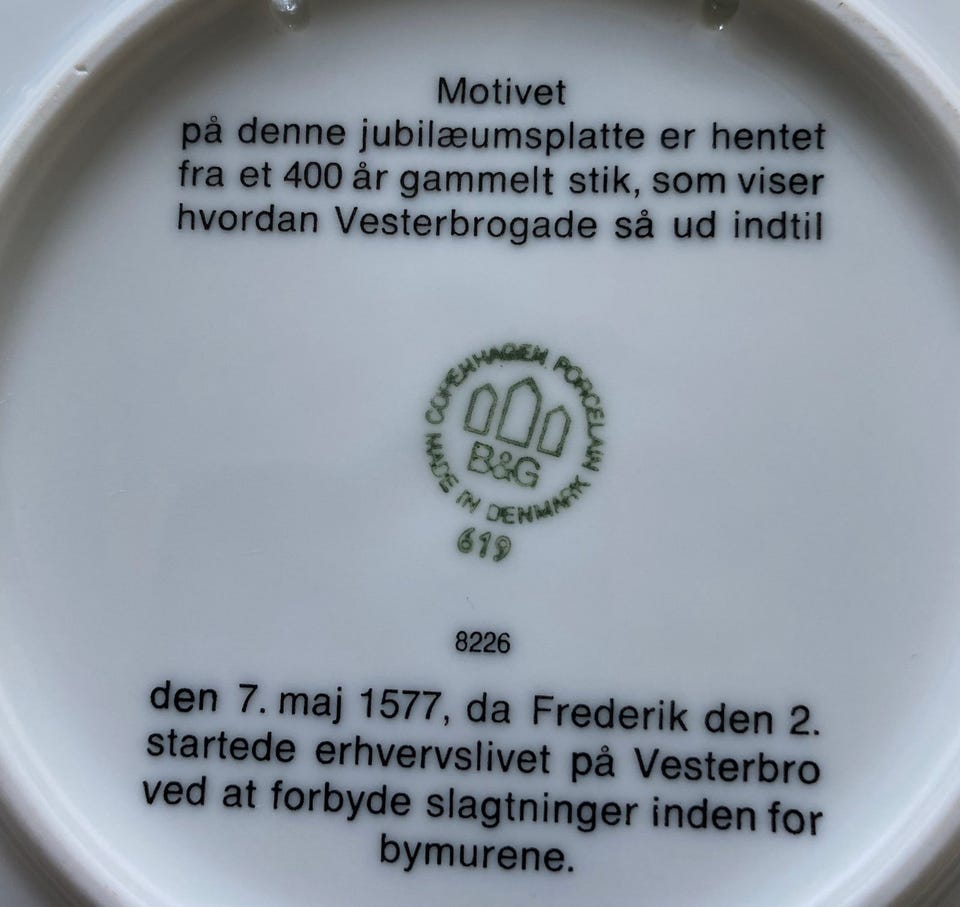 Motivet
på denne jubilæumsplatte er hentet
fra et 400 år gammelt stik, som viser
hvordan Vesterbrogade så ud indtil
COPENHAGEN PORCELAIN
B&G
MADE IN DENMARK
619
8226
den 7. maj 1577, da Frederik den 2.
startede erhvervslivet på Vesterbro
ved at forbyde slagtninger inden for
bymurene.